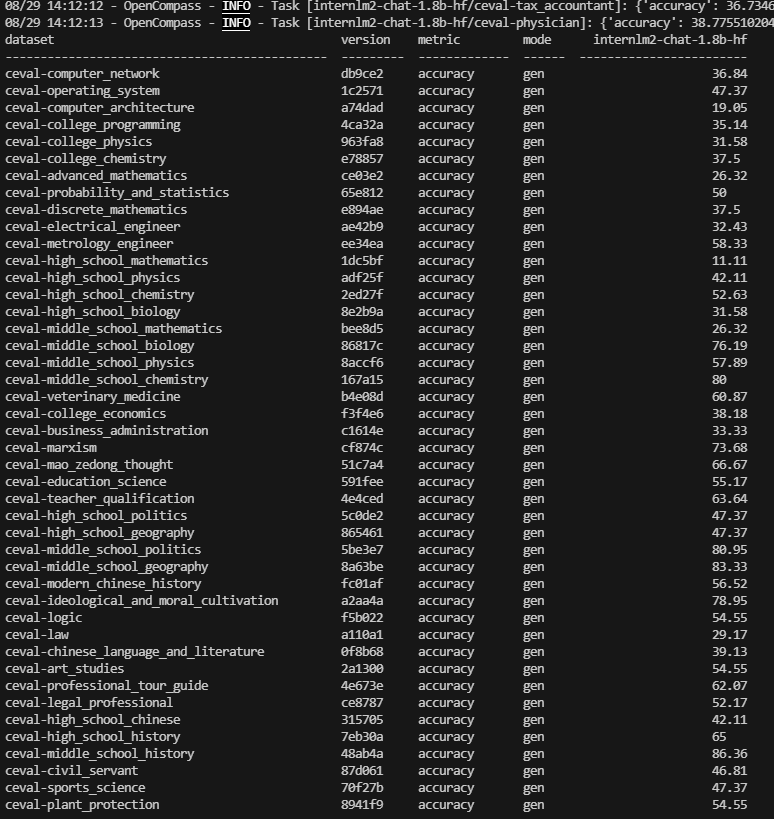 08/29 14:12:12 - OpenCompass - INFO - Task [internlm2-chat-1.8b-hf/ceval-tax_accountant]: {'accuracy': 36.7346
08/29 14:12:13 - OpenCompass - INFO - Task [internlm2-chat-1.8b-hf/ceval-physician]: {'accuracy': 38.775510204
dataset version metric mode internlm2-chat-1.8b-hf
----------------------------------------- --------- ------------- ------ ------------------------
ceval-computer_network db9ce2 accuracy gen 36.84
ceval-operating_system 1c2571 accuracy gen 47.37
ceval-computer_architecture a74dad accuracy gen 19.05
ceval-college_programming 4ca32a accuracy gen 35.14
ceval-college_physics 963fa8 accuracy gen 31.58
ceval-college_chemistry e78857 accuracy gen 37.5
ceval-advanced_mathematics ce03e2 accuracy gen 26.32
ceval-probability_and_statistics 65e812 accuracy gen 50
ceval-discrete_mathematics e894ae accuracy gen 37.5
ceval-electrical_engineer ae42b9 accuracy gen 32.43
ceval-metrology_engineer ee34ea accuracy gen 58.33
ceval-high_school_mathematics 1dc5bf accuracy gen 11.11
ceval-high_school_physics adf25f accuracy gen 42.11
ceval-high_school_chemistry 2ed27f accuracy gen 52.63
ceval-high_school_biology 8e2b9a accuracy gen 31.58
ceval-middle_school_mathematics bee8d5 accuracy gen 26.32
ceval-middle_school_biology 86817c accuracy gen 76.19
ceval-middle_school_physics 8accf6 accuracy gen 57.89
ceval-middle_school_chemistry 167a15 accuracy gen 80
ceval-veterinary_medicine b4e08d accuracy gen 60.87
ceval-college_economics f3f4e6 accuracy gen 38.18
ceval-business_administration c1614e accuracy gen 33.33
ceval-marxism cf874c accuracy gen 73.68
ceval-mao_zedong_thought 51c7a4 accuracy gen 66.67
ceval-education_science 591fee accuracy gen 55.17
ceval-teacher_qualification 4e4ced accuracy gen 63.64
ceval-high_school_politics 5c0de2 accuracy gen 47.37
ceval-high_school_geography 865461 accuracy gen 47.37
ceval-middle_school_politics 5be3e7 accuracy gen 80.95
ceval-middle_school_geography 8a63be accuracy gen 83.33
ceval-modern_chinese_history fc01af accuracy gen 56.52
ceval-ideological_and_moral_cultivation a2aa4a accuracy gen 78.95
ceval-logic f5b022 accuracy gen 54.55
ceval-law a110a1 accuracy gen 29.17
ceval-chinese_language_and_literature 0f8b68 accuracy gen 39.13
ceval-art_studies 2a1300 accuracy gen 54.55
ceval-professional_tour_guide 4e673e accuracy gen 62.07
ceval-legal_professional ce8787 accuracy gen 52.17
ceval-high_school_chinese 315705 accuracy gen 42.11
ceval-high_school_history 7eb30a accuracy gen 65
ceval-middle_school_history 48ab4a accuracy gen 86.36
ceval-civil_servant 87d061 accuracy gen 46.81
ceval-sports_science 70f27b accuracy gen 47.37
ceval-plant_protection 8941f9 accuracy gen 54.55